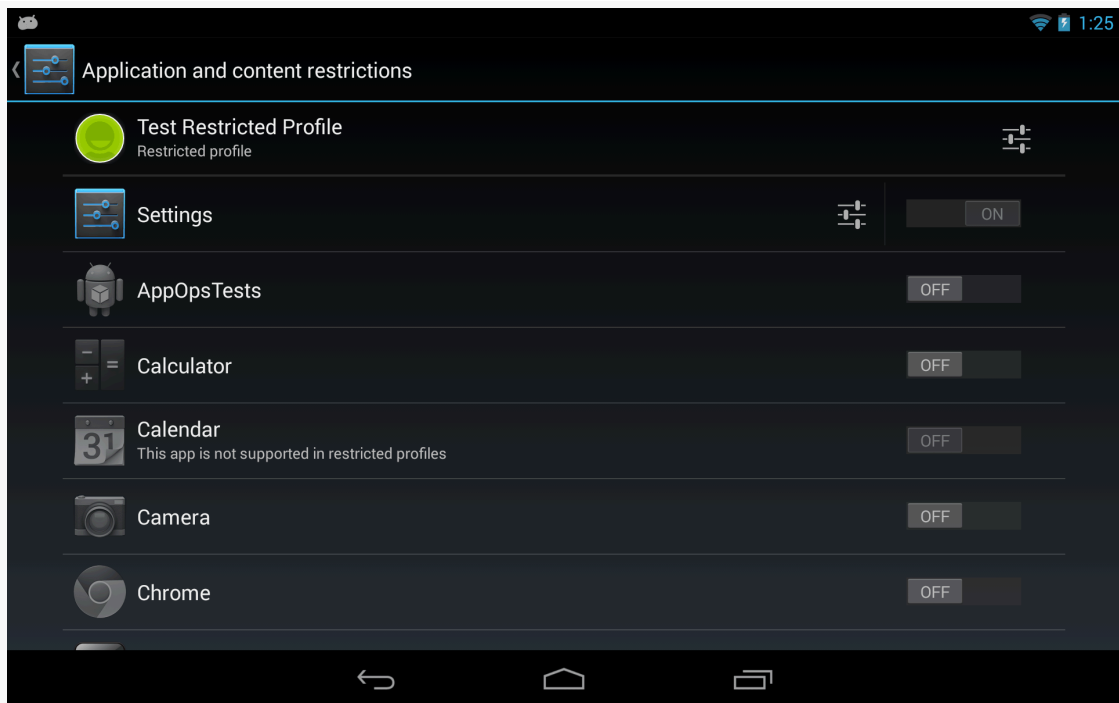 1:25
Application and content restrictions
Test Restricted Profile
Restricted profile
Settings
ON
AppOpsTests
OFF
Calculator
OFF
31
Calendar
This app is not supported in restricted profiles
OFF
Camera
OFF
Chrome
OFF